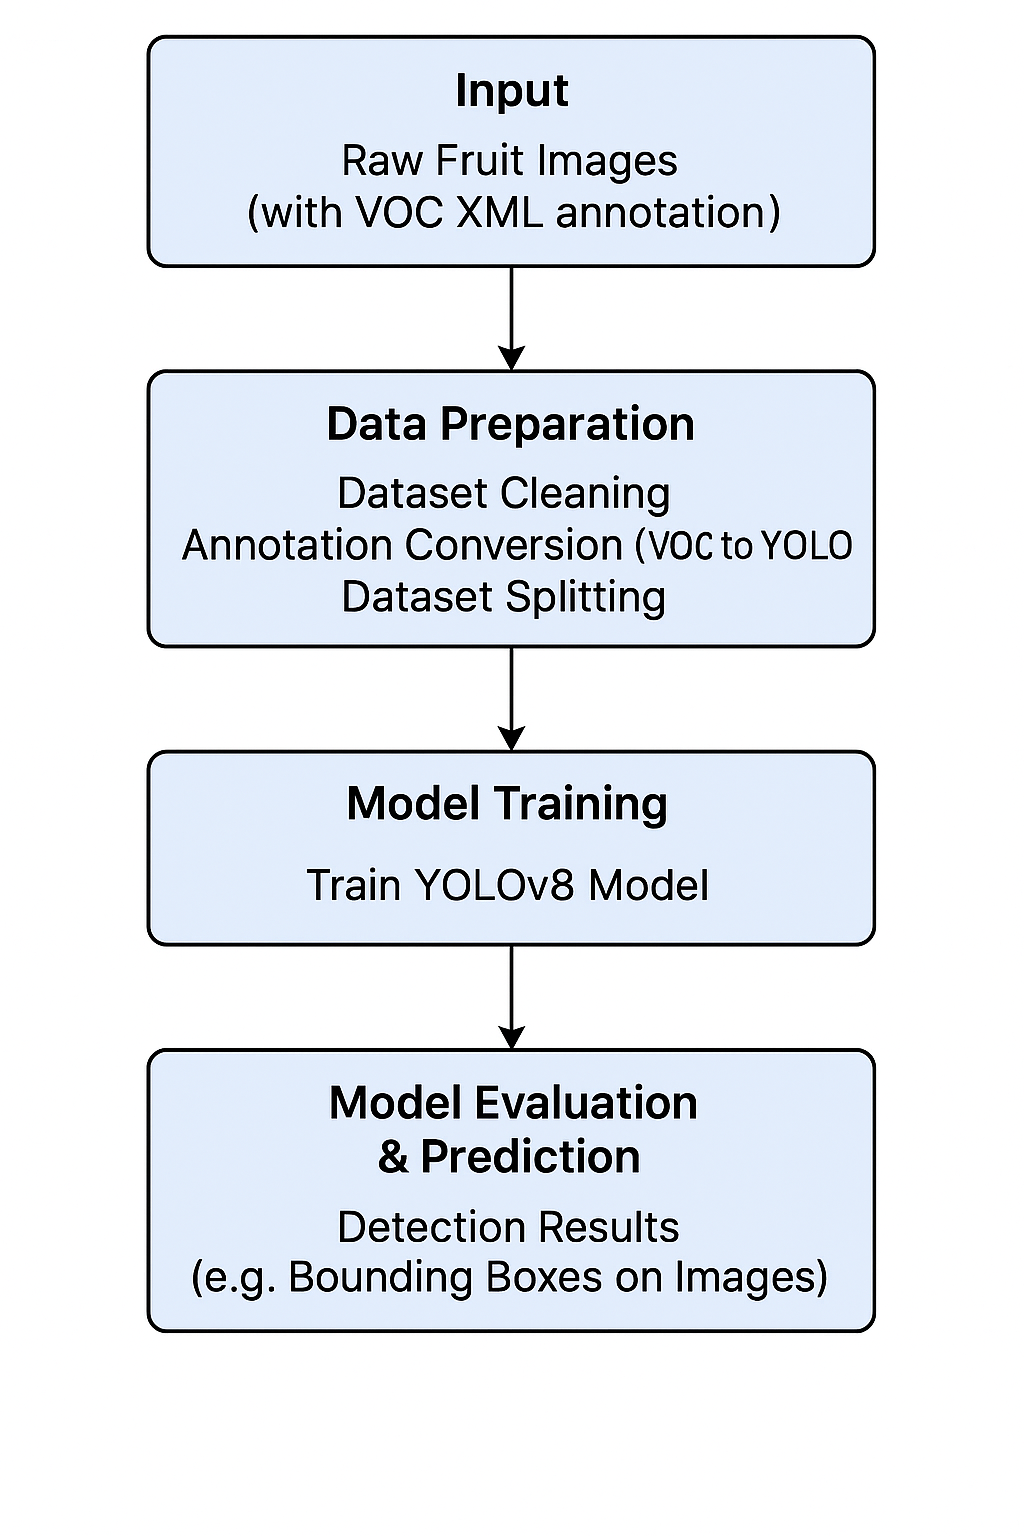 Input
Raw Fruit Images
(with VOC XML annotation)
Data Preparation
Dataset Cleaning
Annotation Conversion (VOC to YOLO
Dataset Splitting
Model Training
Train YOLOv8 Model
Model Evaluation
& Prediction
Detection Results
(e.g. Bounding Boxes on Images)